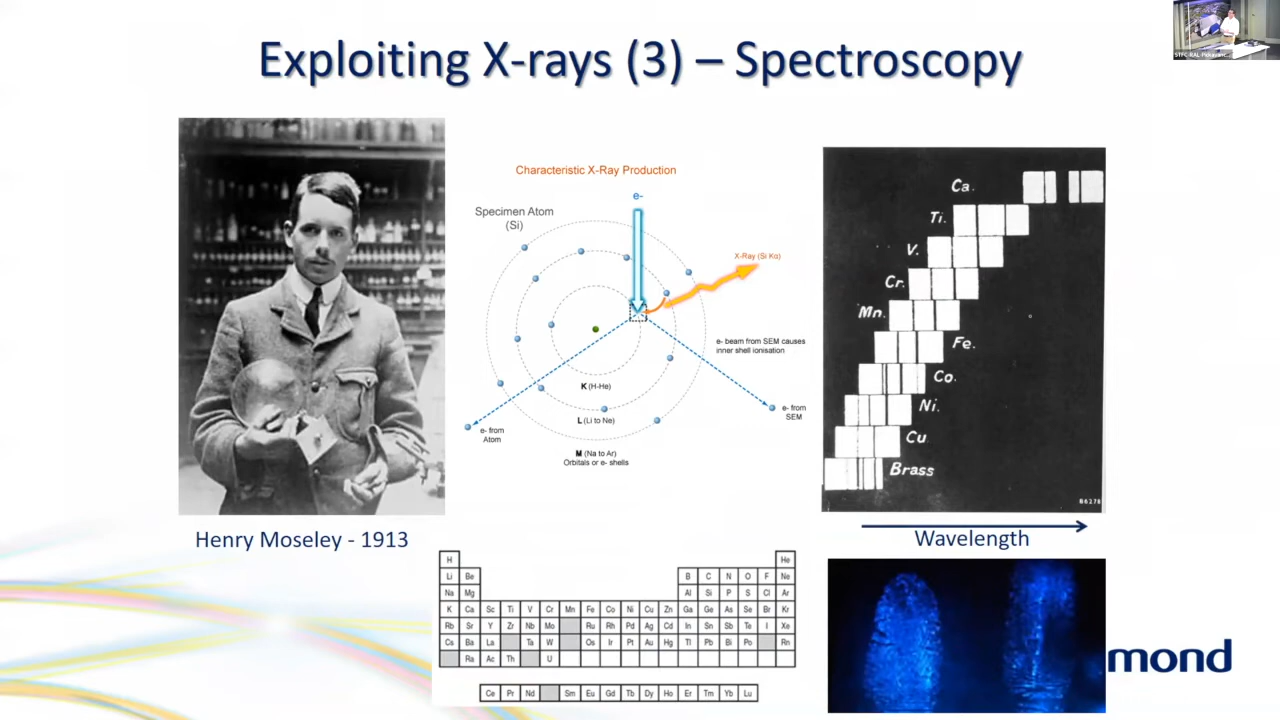 Exploiting X-rays (3) – Spectroscopy
Characteristic X-Ray Production
e-
Specimen Atom
(Si)
X-Ray (Si Kα)
e- beam from SEM causes
inner shell ionisation
K (H-He)
L (Li to Ne)
M (Na to Ar)
Orbitals or e- shells
e- from
Atom
e- from
SEM
Ca.
Ti.
V.
Cr.
Mn.
Fe.
Co.
Ni.
Cu
Brass
B6278
Henry Moseley - 1913
Wavelength
H He
Li Be B C N O F Ne
Na Mg Al Si P S Cl Ar
K Ca Sc Ti V Cr Mn Fe Co Ni Cu Zn Ga Ge As Se Br Kr
Rb Sr Y Zr Nb Mo Ru Rh Pd Ag Cd In Sn Sb Te I Xe
Cs Ba La Ta W Os Ir Pt Au Hg Tl Pb Bi Po Rn
Ra Ac Th U
Ce Pr Nd Sm Eu Gd Tb Dy Ho Er Tm Yb Lu
mond